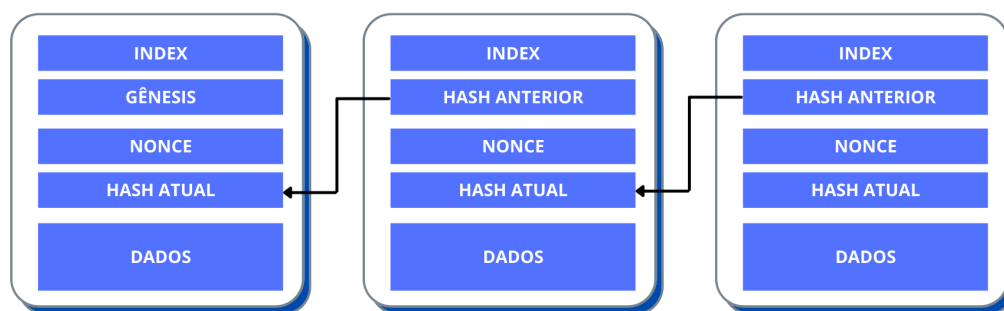 INDEX
GÊNESIS
NONCE
HASH ATUAL
DADOS
INDEX
HASH ANTERIOR
NONCE
HASH ATUAL
DADOS
INDEX
HASH ANTERIOR
NONCE
HASH ATUAL
DADOS